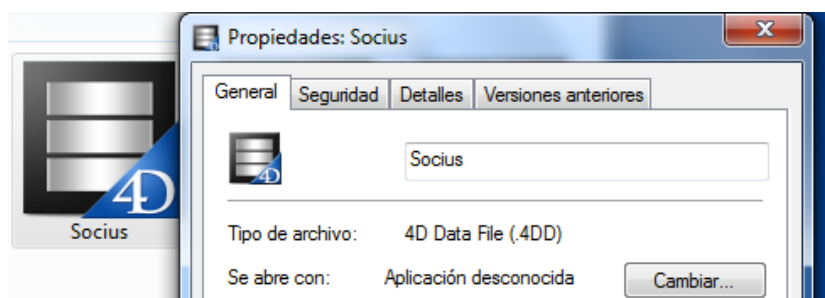 Propiedades: Socius
General
Seguridad
Detalles
Versiones anteriores
4D
Socius
4D
Socius
Tipo de archivo: 4D Data File (.4DD)
Se abre con: Aplicación desconocida
Cambiar...